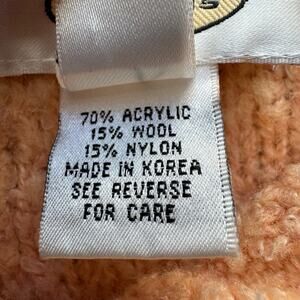 70% ACRYLIC
15% WOOL
15% NYLON
MADE IN KOREA
SEE REVERSE
FOR CARE